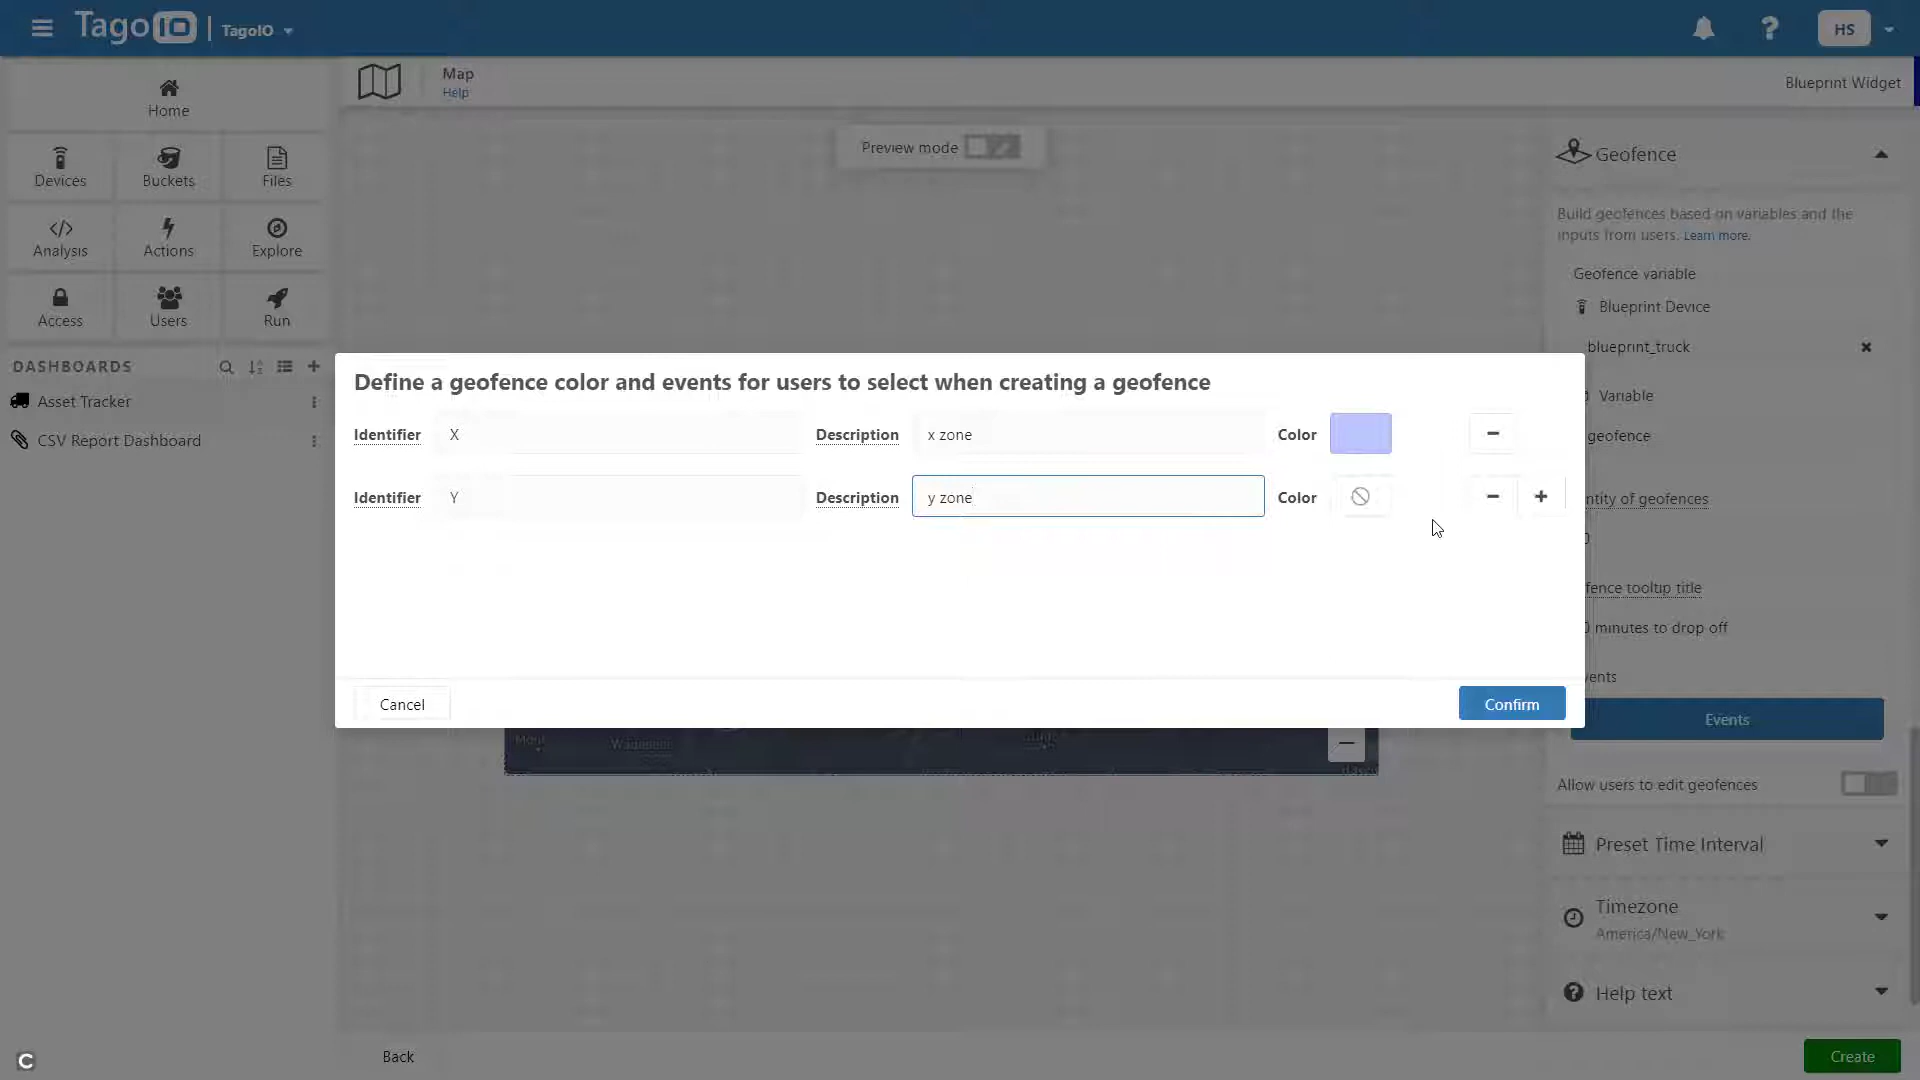 TagoIO | TagoIO
HS
Home
Devices
Buckets
Files
Analysis
Actions
Explore
Access
Users
Run
DASHBOARDS
Asset Tracker
CSV Report Dashboard
Map
Help
Blueprint Widget
Preview mode
Geofence
Build geofences based on variables and the
inputs from users. Learn more.
Geofence variable
Blueprint Device
blueprint_truck
Variable
geofence
ntity of geofences
fence tooltip title
minutes to drop off
ents
Events
Allow users to edit geofences
Preset Time Interval
Timezone
America/New_York
Help text
Define a geofence color and events for users to select when creating a geofence
Identifier X Description x zone Color
Identifier Y Description y zone Color
Cancel
Confirm
Back
Create